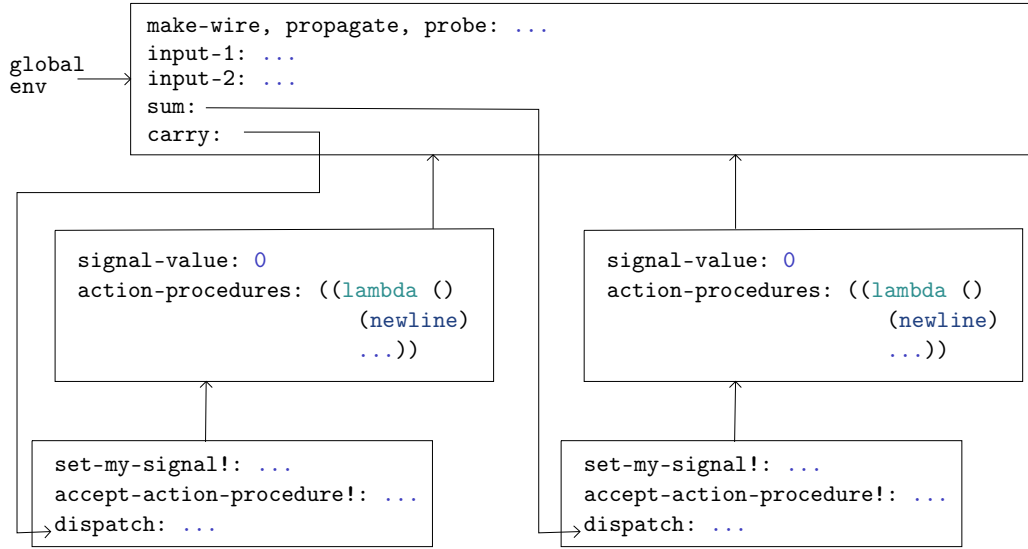 make-wire, propagate, probe: ...
input-1: ...
global
env
input-2: ...
sum:
carry:
signal-value: 0
action-procedures: ((lambda ()
(newline)
...))
signal-value: 0
action-procedures: ((lambda ()
(newline)
...))
set-my-signal!: ...
accept-action-procedure!: ...
dispatch: ...
set-my-signal!: ...
accept-action-procedure!: ...
dispatch: ...